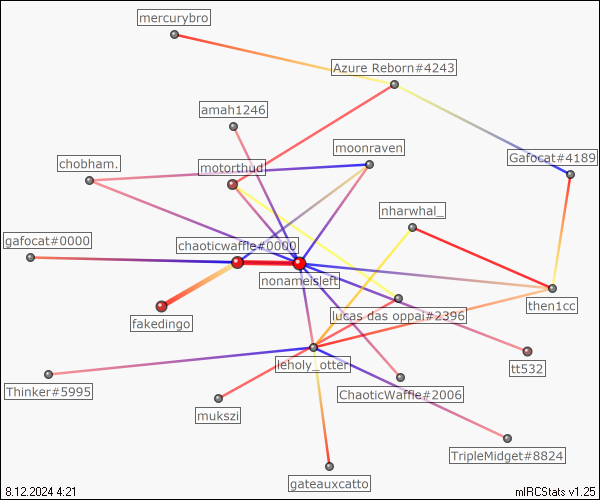 mercurybro
Azure Reborn#4243
amah1246
moonraven
Gafocat#4189
chobham.
motorthud
nharwhal_
gafocat#0000
chaoticwaffle#0000
nonameisleft
then1cc
lucas das oppai#2396
fakedingo
leholy_otter
tt532
Thinker#5995
ChaoticWaffle#2006
mukszi
TripleMidget#8824
gateauxcatto
8.12.2024 4:21
mIRCStats v1.25